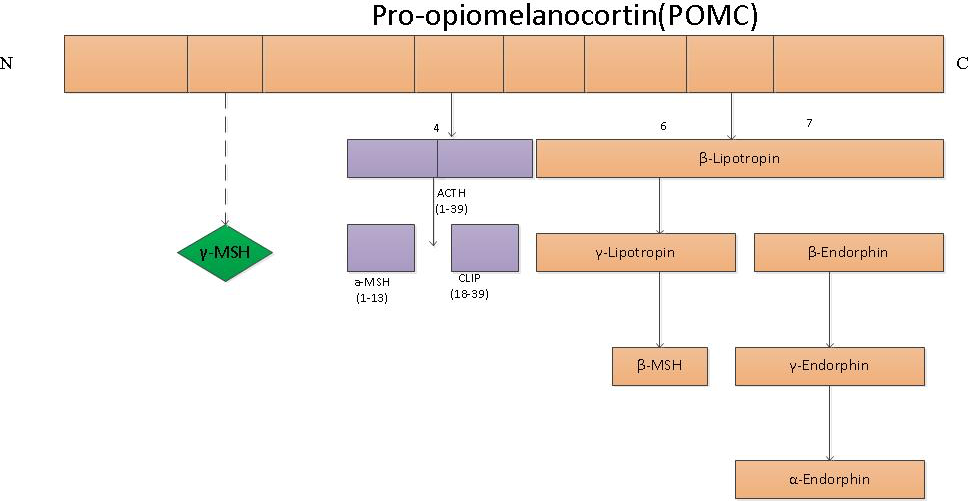 Pro-opiomelanocortin(POMC)
N
C
4
6
7
β-Lipotropin
ACTH
(1-39)
γ-MSH
γ-Lipotropin
β-Endorphin
a-MSH
(1-13)
CLIP
(18-39)
β-MSH
γ-Endorphin
α-Endorphin